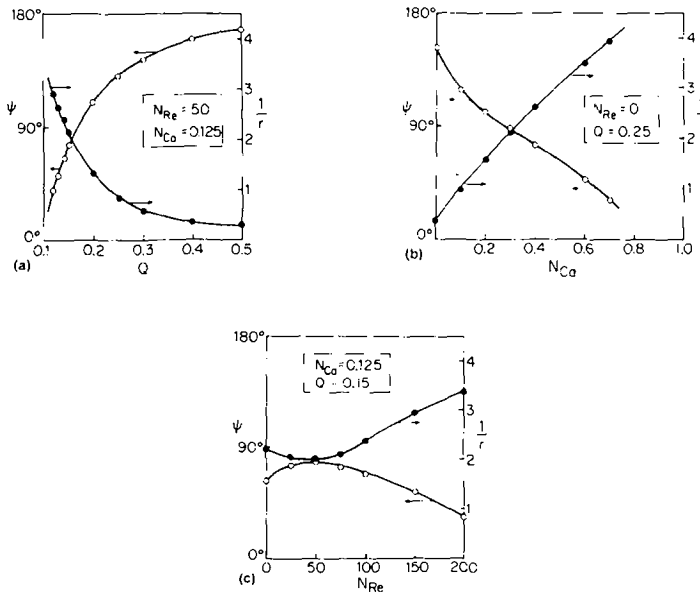 180°
ψ
90°
0°
0.1
0.2
0.3
0.4
0.5
Q
4
3
2
1
1/r
N_Re = 50
N_Ca = 0.125
(a)
180°
ψ
90°
0°
0
0.2
0.4
0.6
0.8
1.0
N_Ca
4
3
2
1
N_Re = 0
Q = 0.25
(b)
180°
ψ
90°
0°
0
50
100
150
200
N_Re
4
3
2
1
1/r
N_Ca = 0.125
Q = 0.15
(c)